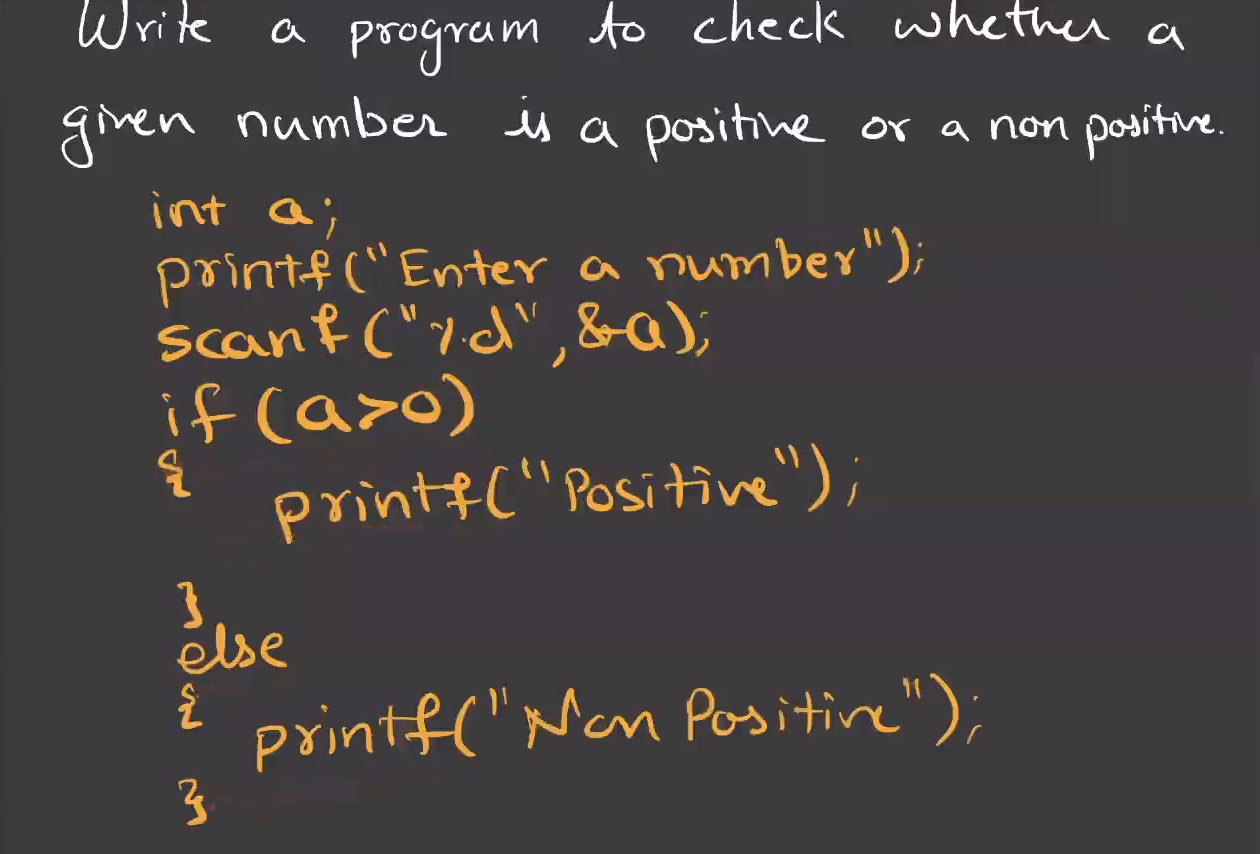 Write a program to check whether a
given number is a positive or a non positive.
int a;
printf("Enter a number");
scanf("%d",&a);
if(a>0)
{
printf("Positive");
}
else
{
printf("Non Positive");
}